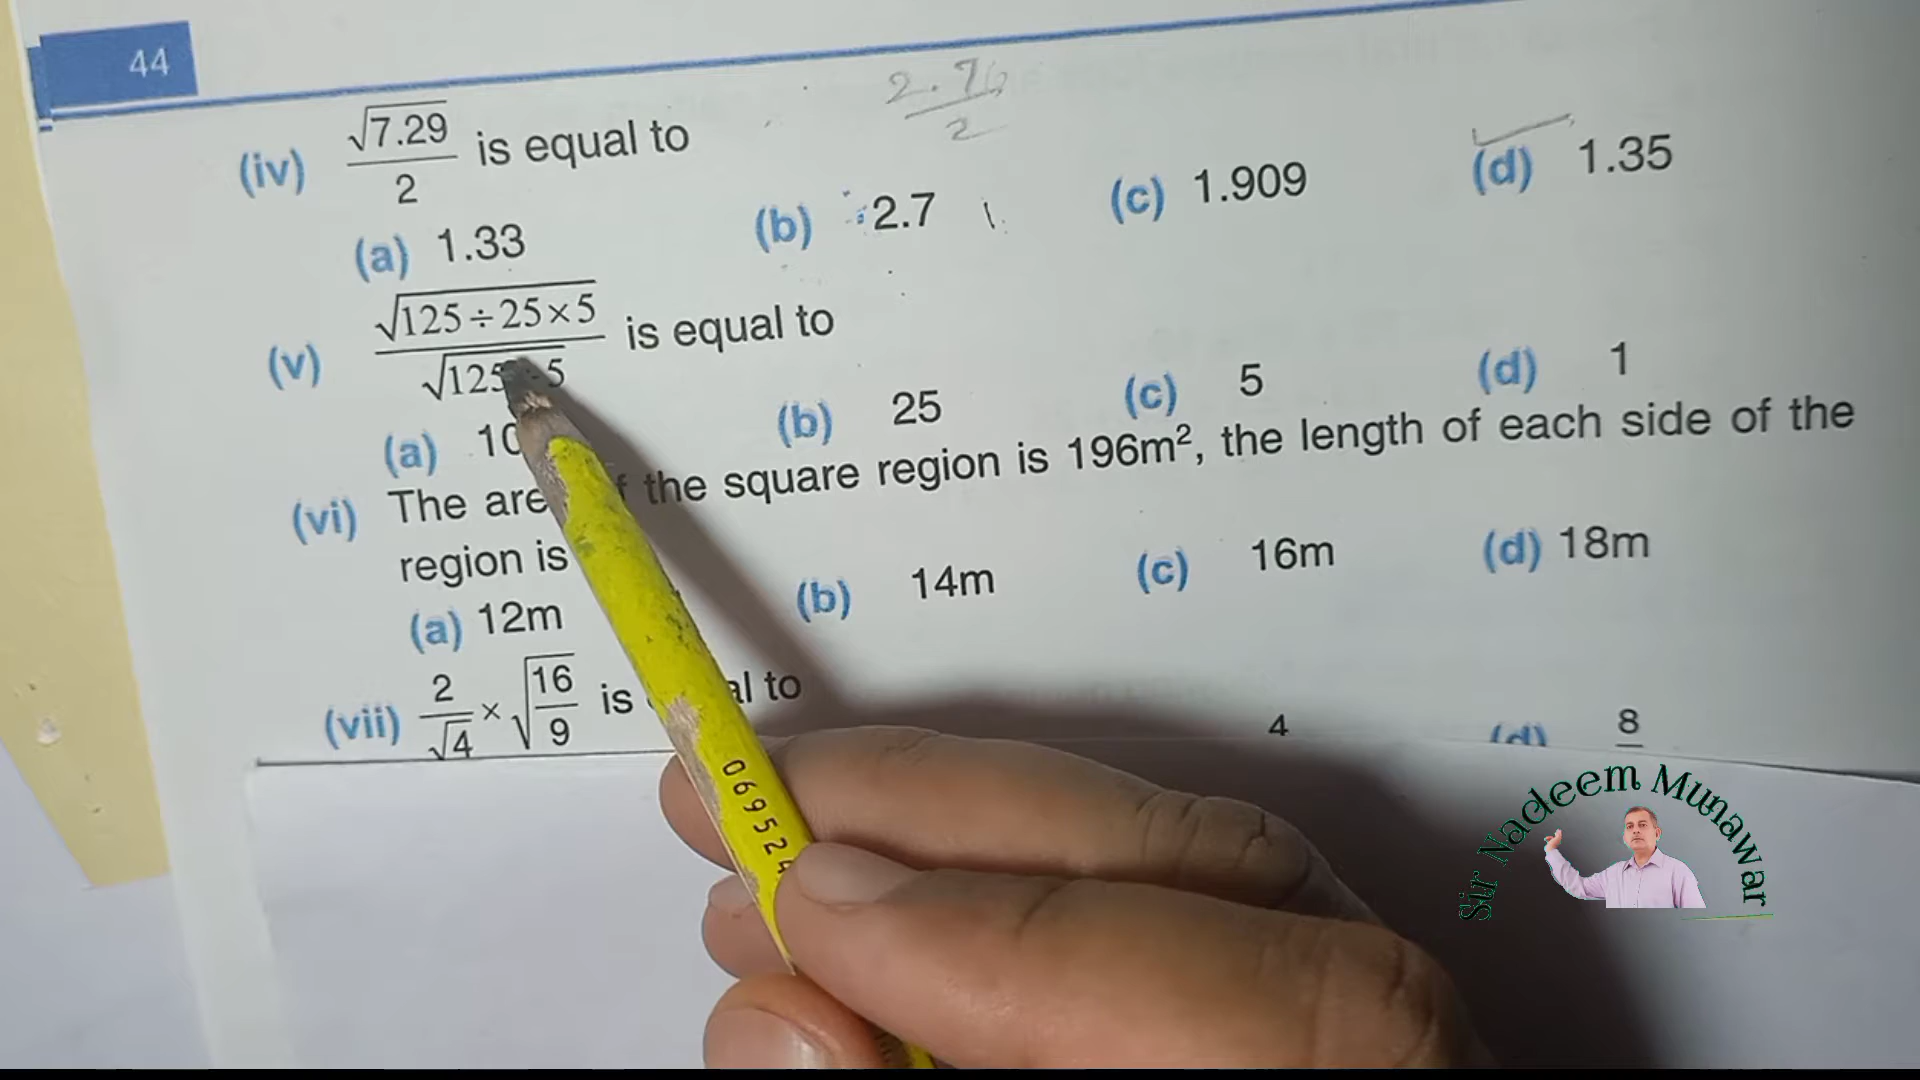 44
2.76
2
(iv) √7.29 / 2 is equal to
(a) 1.33 (b) 2.7 (c) 1.909 (d) 1.35
(v) √125÷25×5 / √125 5 is equal to
(a) 10 (b) 25 (c) 5 (d) 1
(vi) The the square region is 196m², the length of each side of the
region is
(a) 12m (b) 14m (c) 16m (d) 18m
(vii) 2/√4 × √16/9 is to
4 (d) 8
069524
Sir Nadeem Munawar